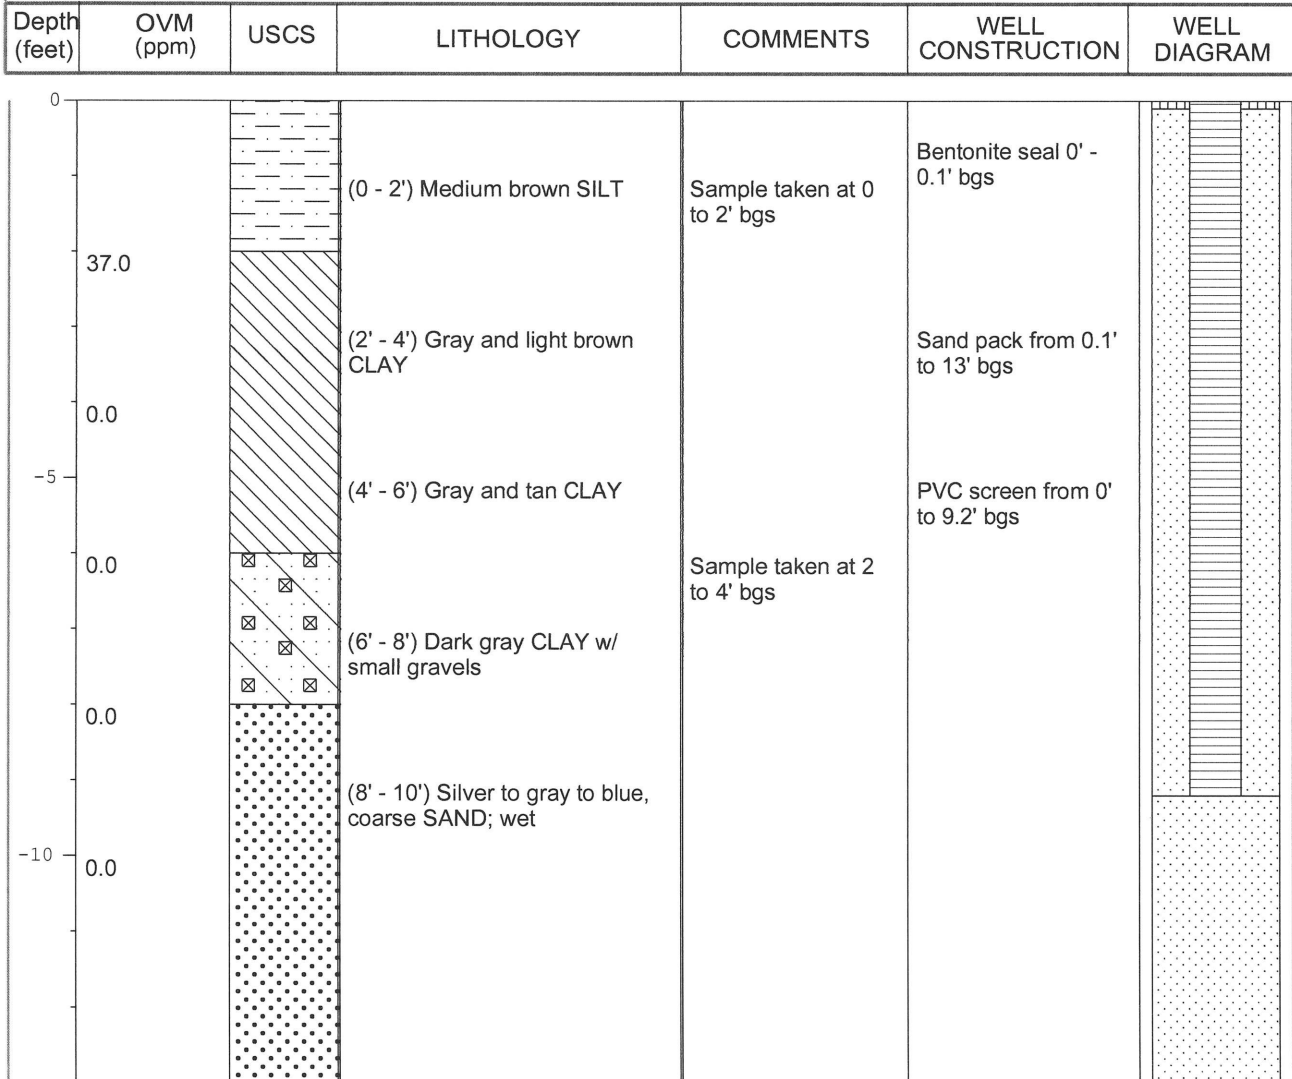 Depth
(feet)
OVM
(ppm)
USCS
LITHOLOGY
COMMENTS
WELL
CONSTRUCTION
WELL
DIAGRAM
0
Bentonite seal 0' -
0.1' bgs
(0 - 2') Medium brown SILT
Sample taken at 0
to 2' bgs
37.0
(2' - 4') Gray and light brown
CLAY
Sand pack from 0.1'
to 13' bgs
0.0
-5
(4' - 6') Gray and tan CLAY
PVC screen from 0'
to 9.2' bgs
0.0
Sample taken at 2
to 4' bgs
(6' - 8') Dark gray CLAY w/
small gravels
0.0
(8' - 10') Silver to gray to blue,
coarse SAND; wet
-10
0.0